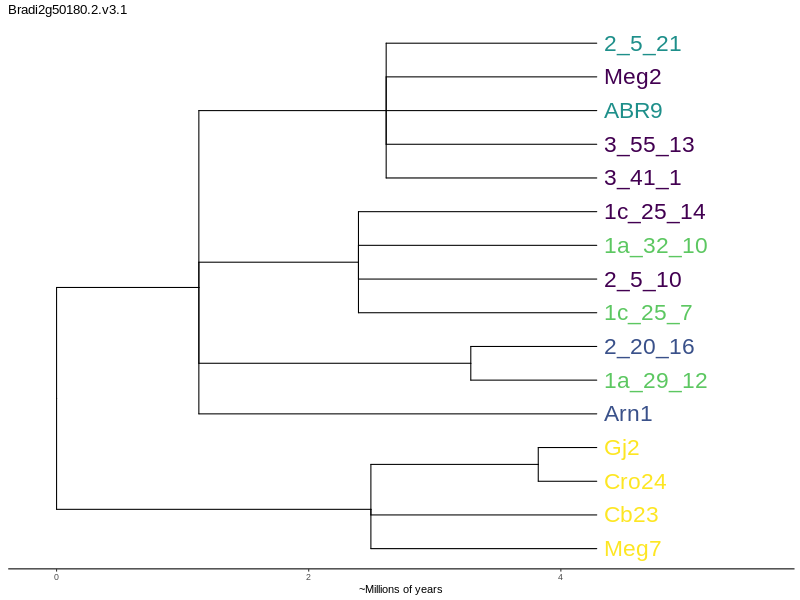 Bradi2g50180.2.v3.1
2_5_21
Meg2
ABR9
3_55_13
3_41_1
1c_25_14
1a_32_10
2_5_10
1c_25_7
2_20_16
1a_29_12
Arn1
Gj2
Cro24
Cb23
Meg7
0 2 4
~Millions of years